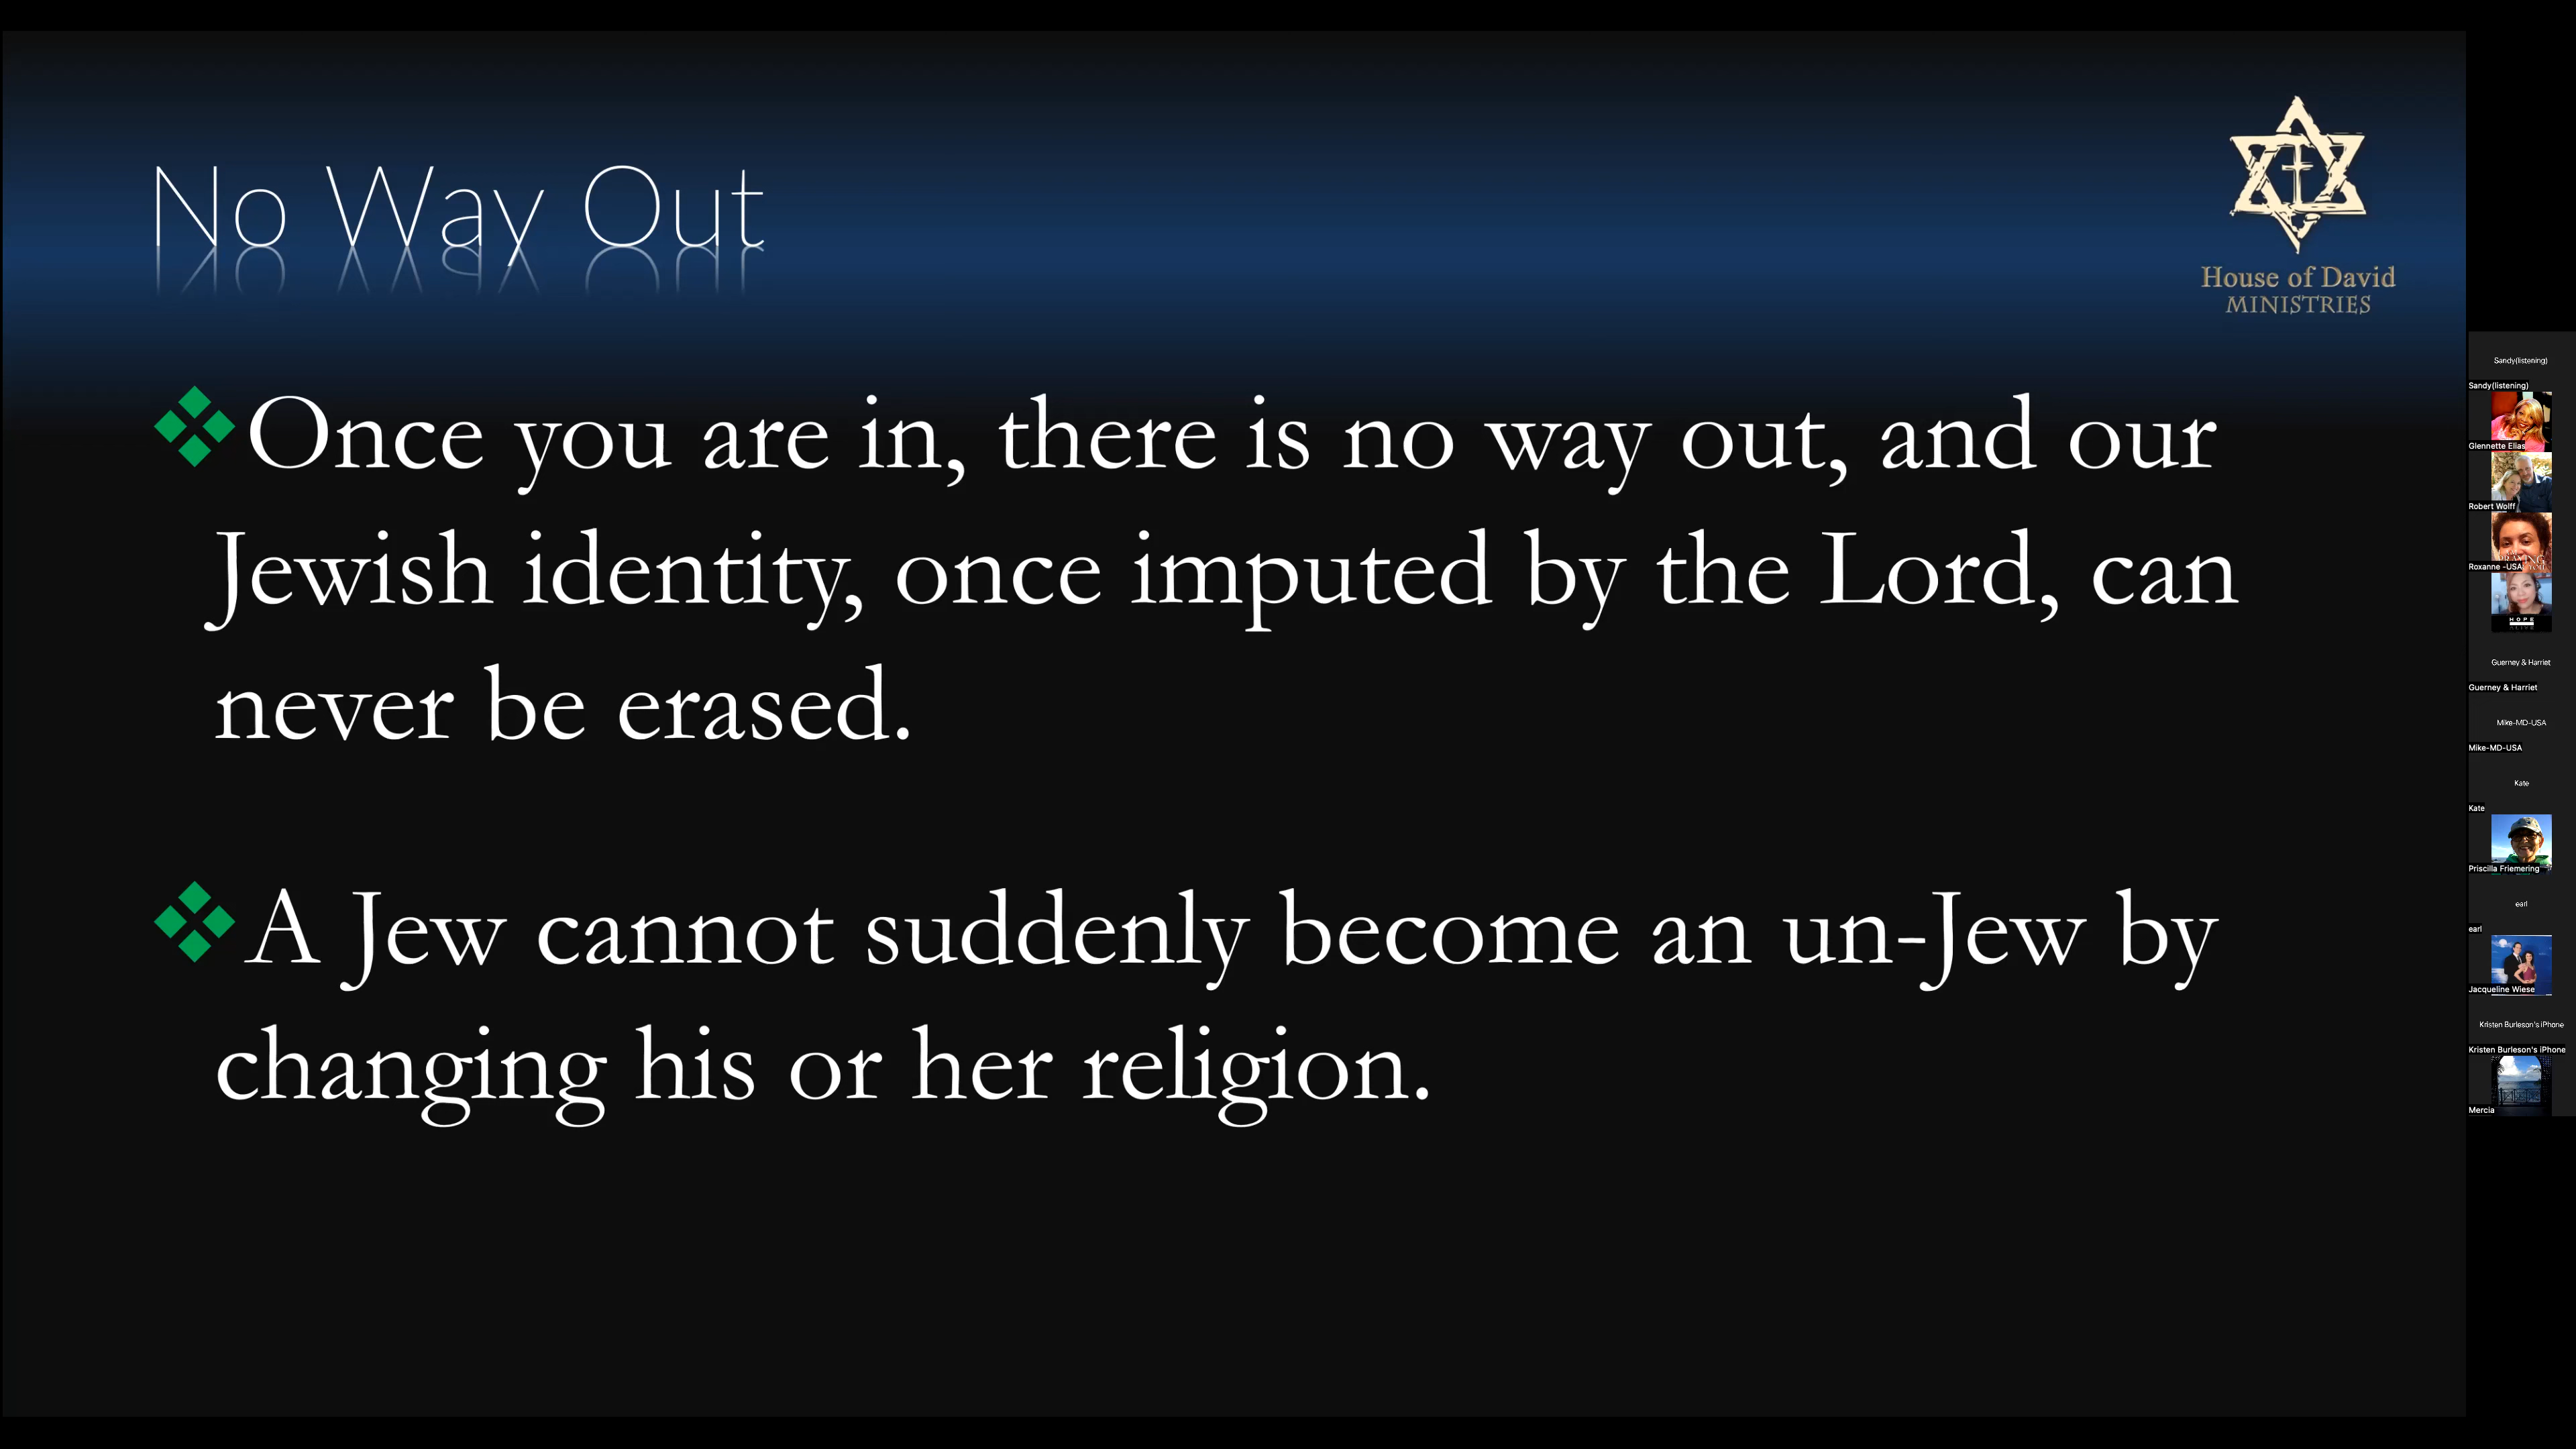 No Way Out
House of David
MINISTRIES
Once you are in, there is no way out, and our
Jewish identity, once imputed by the Lord, can
never be erased.
A Jew cannot suddenly become an un-Jew by
changing his or her religion.
Sandy(listening)
Sandy(listening)
Glennette Elias
Robert Wolff
Roxanne -USA
HOPE
Guerney & Harriet
Guerney & Harriet
Mike-MD-USA
Mike-MD-USA
Kate
Kate
Priscilla Friemering
earl
earl
Jacqueline Wiese
Kristen Burleson's iPhone
Kristen Burleson's iPhone
Mercia